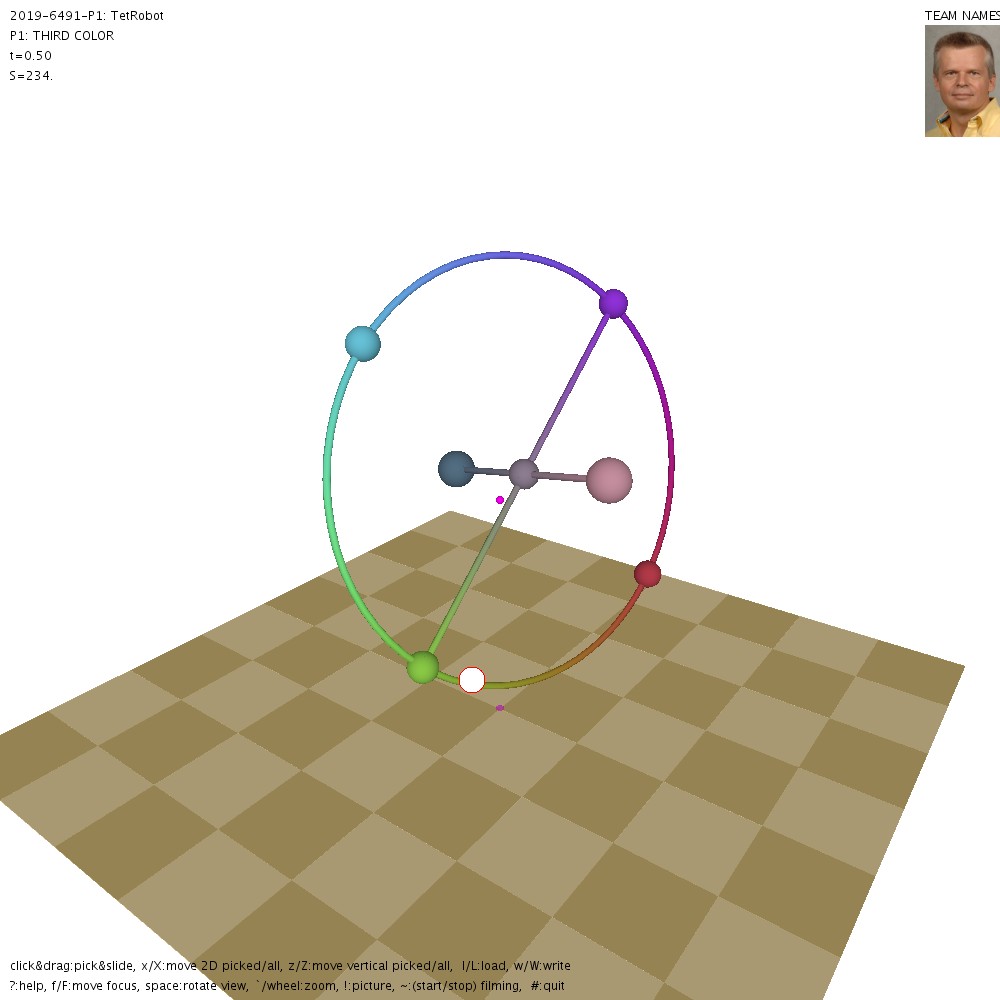 2019-6491-P1: TetRobot
TEAM NAMES
P1: THIRD COLOR
t=0.50
S=234.
click&drag:pick&slide, x/X:move 2D picked/all, z/Z:move vertical picked/all, l/L:load, w/W:write
?:help, f/F:move focus, space:rotate view, `/wheel:zoom, !:picture, ~:(start/stop) filming, #:quit